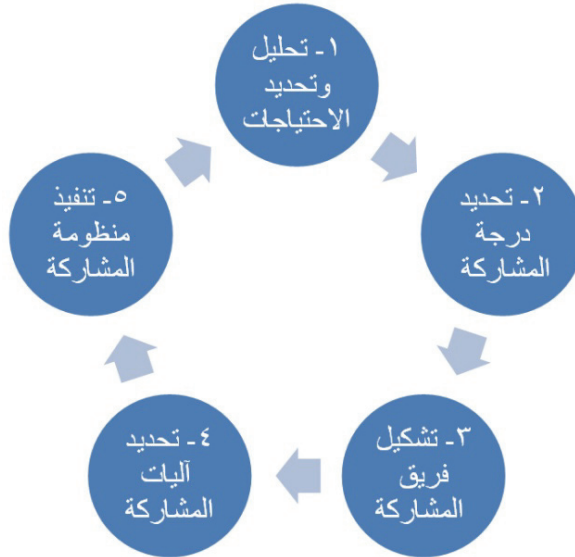 ١- تحليل
وتحديد
الاحتياجات
٢- تحديد
درجة
المشاركة
٣- تشكيل
فريق
المشاركة
٤- تحديد
آليات
المشاركة
٥- تنفيذ
منظومة
المشاركة